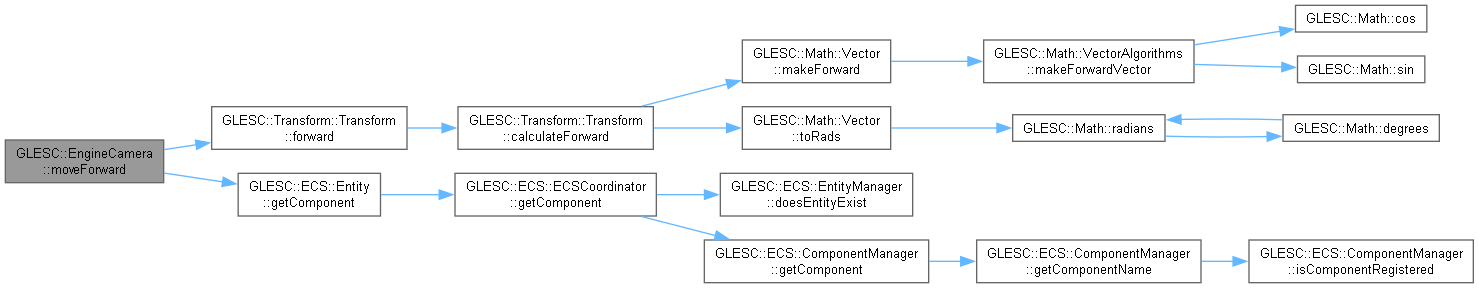 GLESC::EngineCamera
::moveForward
GLESC::Transform::Transform
::forward
GLESC::Transform::Transform
::calculateForward
GLESC::Math::Vector
::makeForward
GLESC::Math::VectorAlgorithms
::makeForwardVector
GLESC::Math::cos
GLESC::Math::sin
GLESC::Math::Vector
::toRads
GLESC::Math::radians
GLESC::Math::degrees
GLESC::ECS::Entity
::getComponent
GLESC::ECS::ECSCoordinator
::getComponent
GLESC::ECS::EntityManager
::doesEntityExist
GLESC::ECS::ComponentManager
::getComponent
GLESC::ECS::ComponentManager
::getComponentName
GLESC::ECS::ComponentManager
::isComponentRegistered